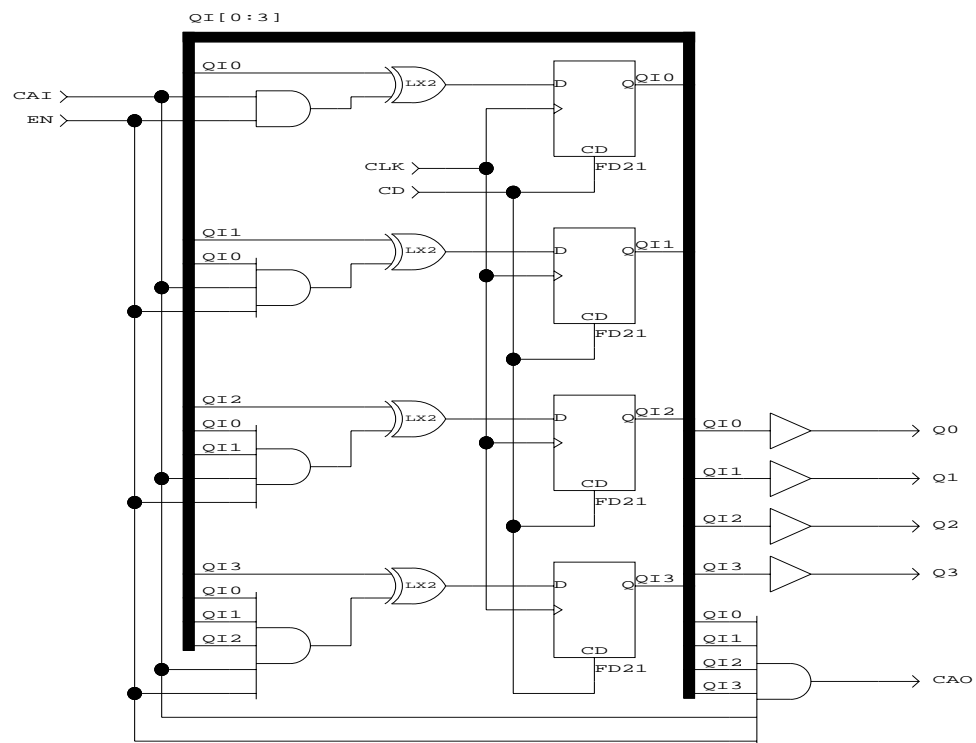 QI[0:3]
QI0
LX2
D
Q
QI0
CAI
EN
CD
FD21
CLK
CD
QI1
QI0
LX2
D
Q
QI1
CD
FD21
QI2
QI0
QI1
LX2
D
Q
QI2
CD
FD21
QI0
Q0
QI1
Q1
QI2
Q2
QI3
Q3
QI3
QI0
QI1
QI2
LX2
D
Q
QI3
CD
FD21
QI0
QI1
QI2
QI3
CAO